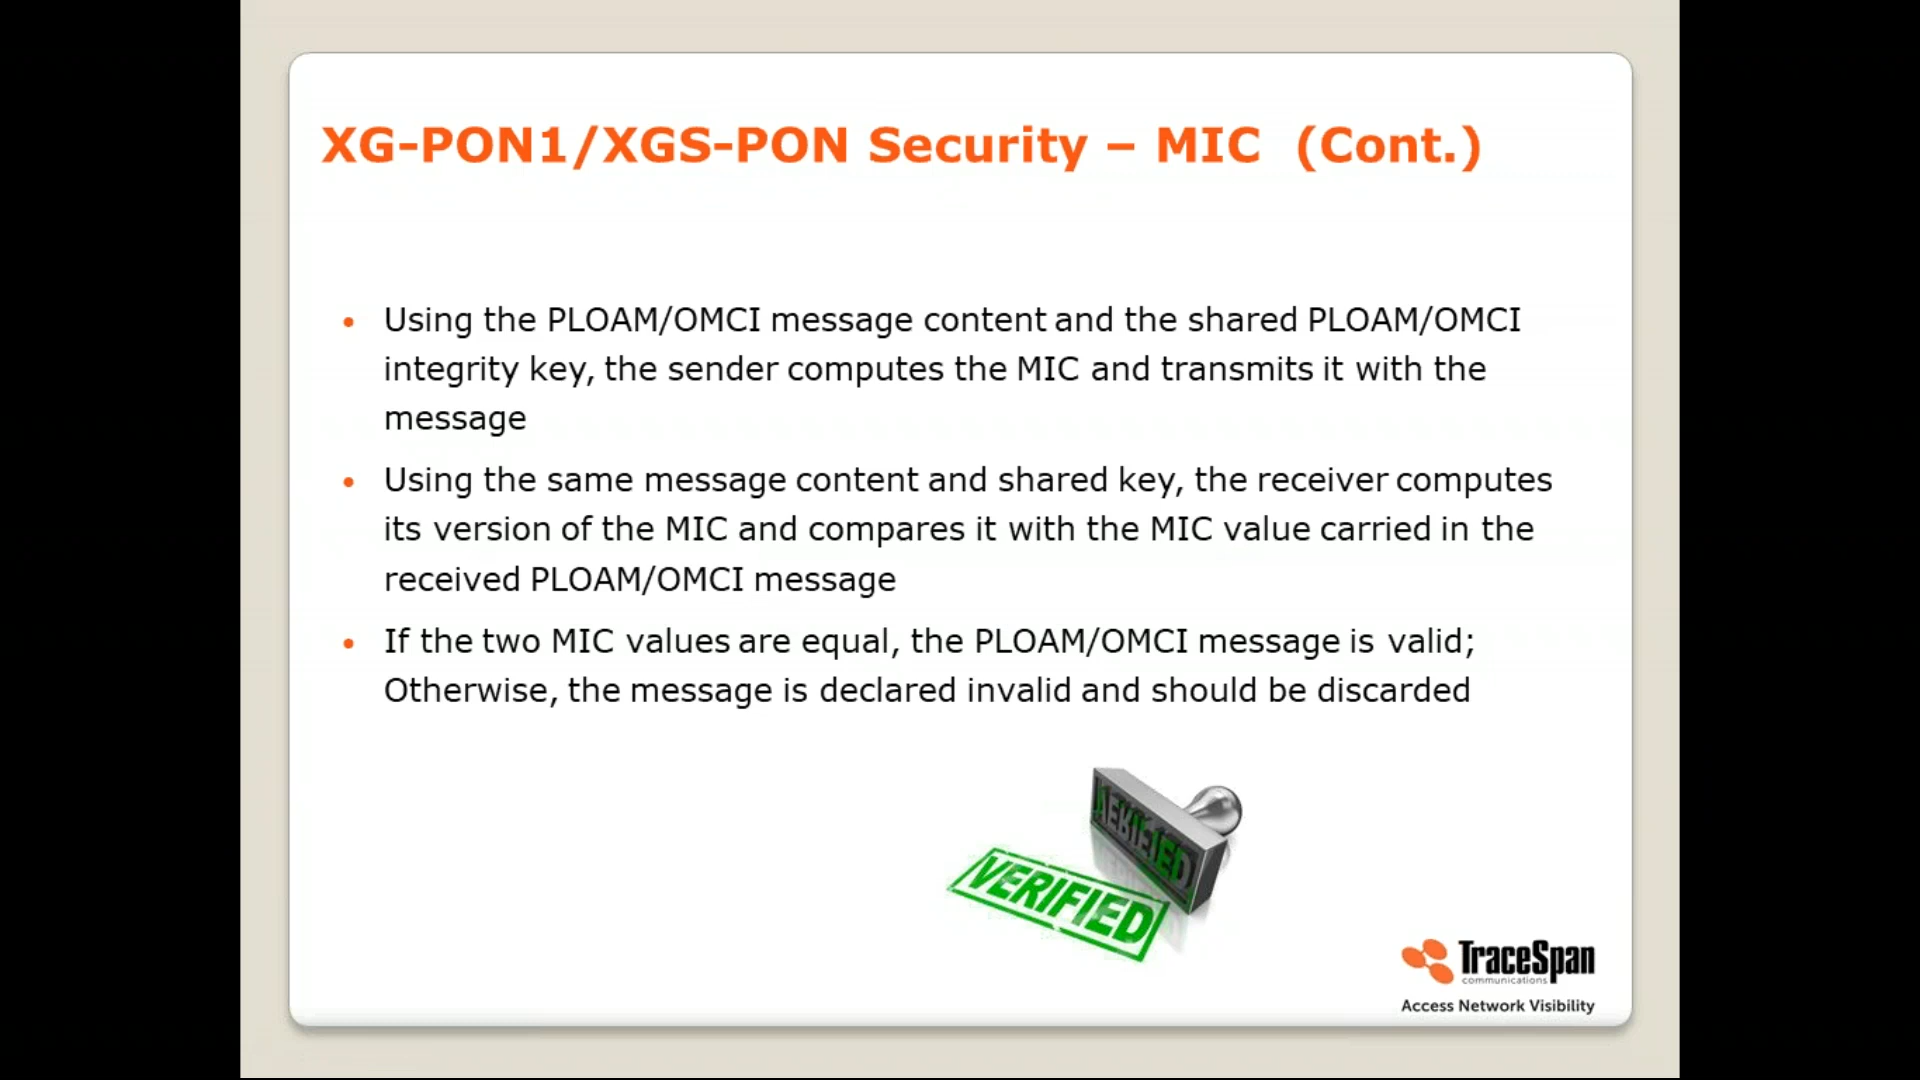 XG-PON1/XGS-PON Security – MIC (Cont.)
• Using the PLOAM/OMCI message content and the shared PLOAM/OMCI
integrity key, the sender computes the MIC and transmits it with the
message
• Using the same message content and shared key, the receiver computes
its version of the MIC and compares it with the MIC value carried in the
received PLOAM/OMCI message
• If the two MIC values are equal, the PLOAM/OMCI message is valid;
Otherwise, the message is declared invalid and should be discarded
VERIFIED
VERIFIED
TraceSpan
communications
Access Network Visibility